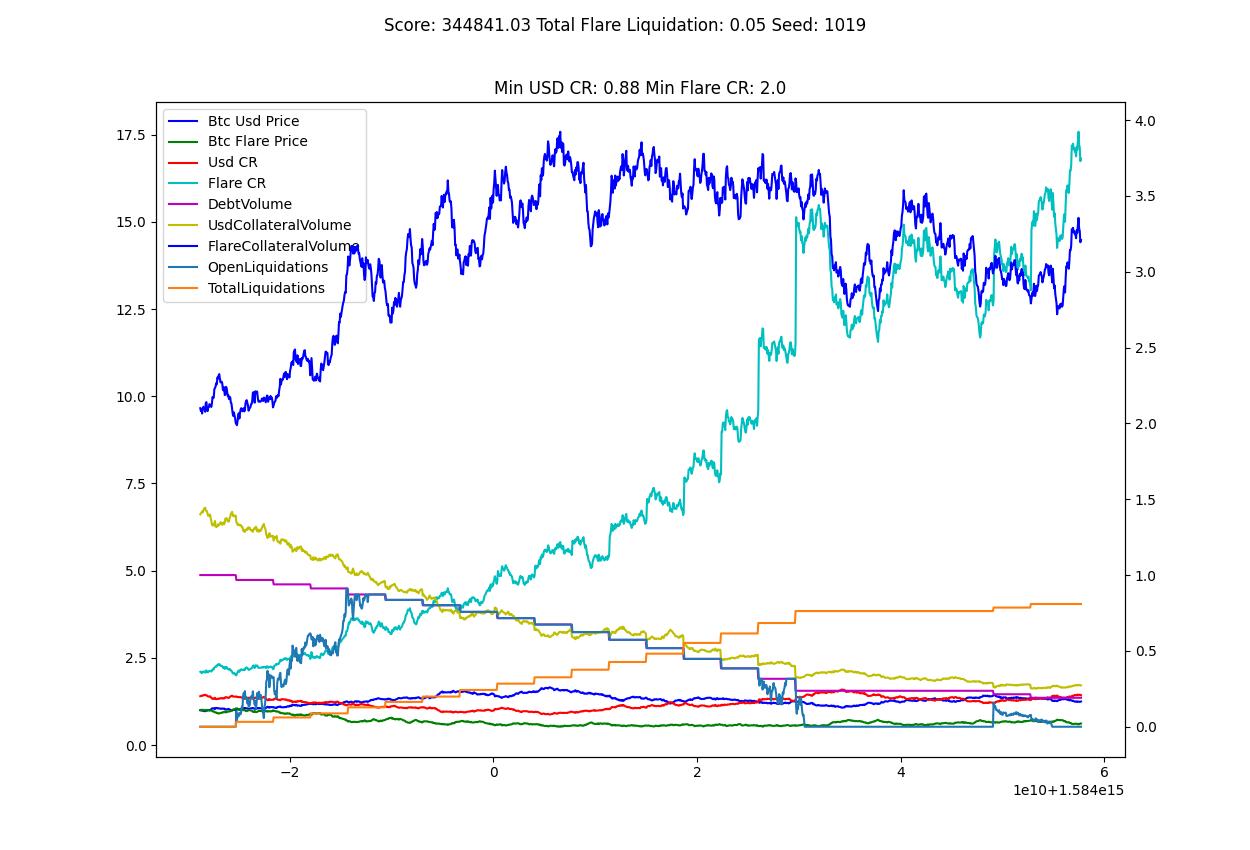 Score: 344841.03 Total Flare Liquidation: 0.05 Seed: 1019
Min USD CR: 0.88 Min Flare CR: 2.0
Btc Usd Price
Btc Flare Price
Usd CR
Flare CR
DebtVolume
UsdCollateralVolume
FlareCollateralVolume
OpenLiquidations
TotalLiquidations
17.5
15.0
12.5
10.0
7.5
5.0
2.5
0.0
4.0
3.5
3.0
2.5
2.0
1.5
1.0
0.5
0.0
−2 0 2 4 6
1e10+1.584e15